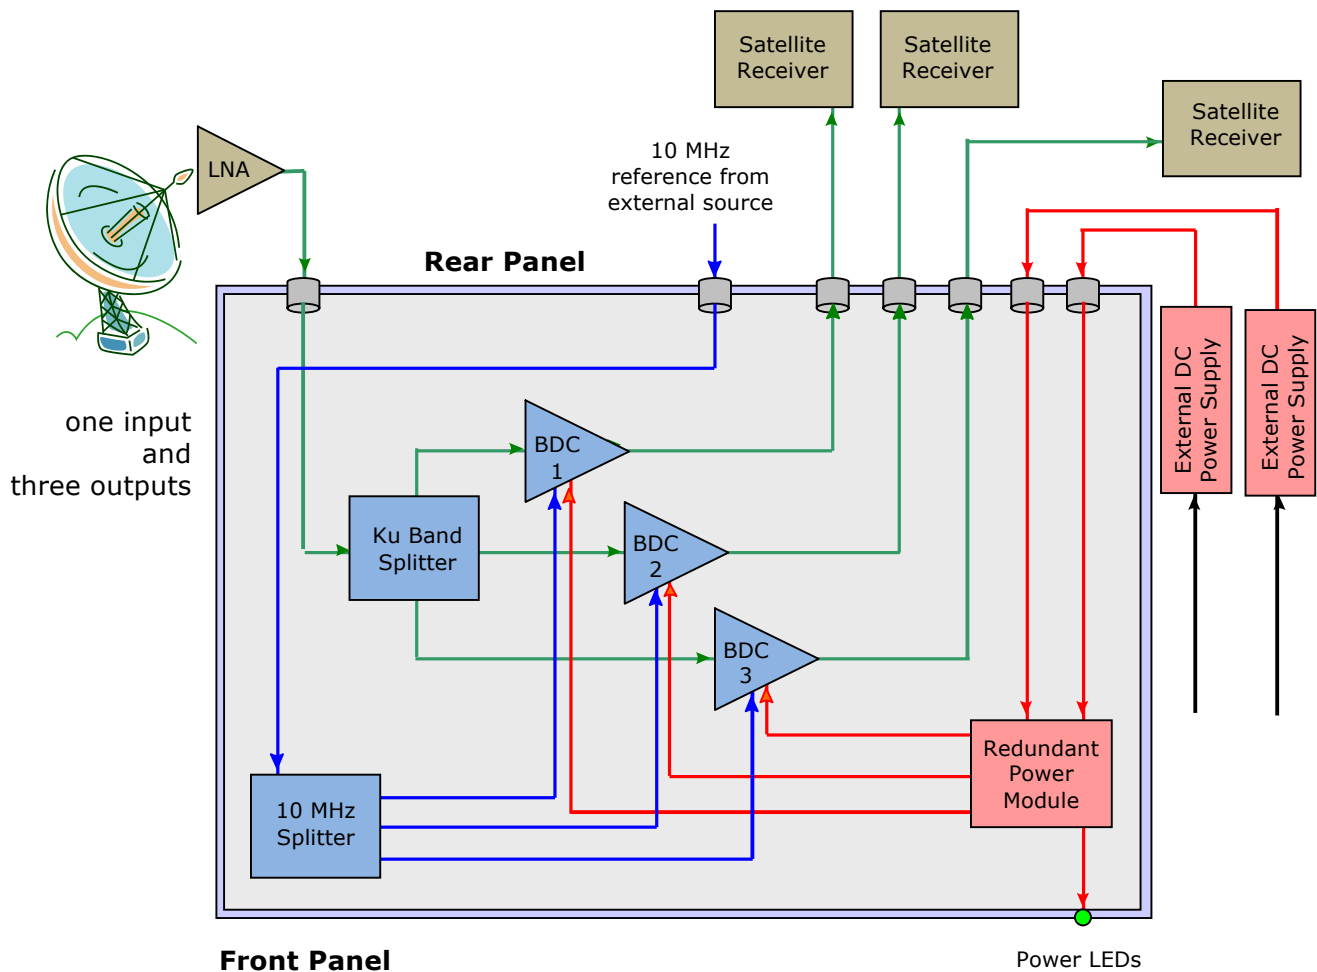 Satellite
Receiver
Satellite
Receiver
Satellite
Receiver
LNA
10 MHz
reference from
external source
Rear Panel
one input
and
three outputs
External DC
Power Supply
External DC
Power Supply
BDC
1
Ku Band
Splitter
BDC
2
BDC
3
Redundant
Power
Module
10 MHz
Splitter
Front Panel
Power LEDs